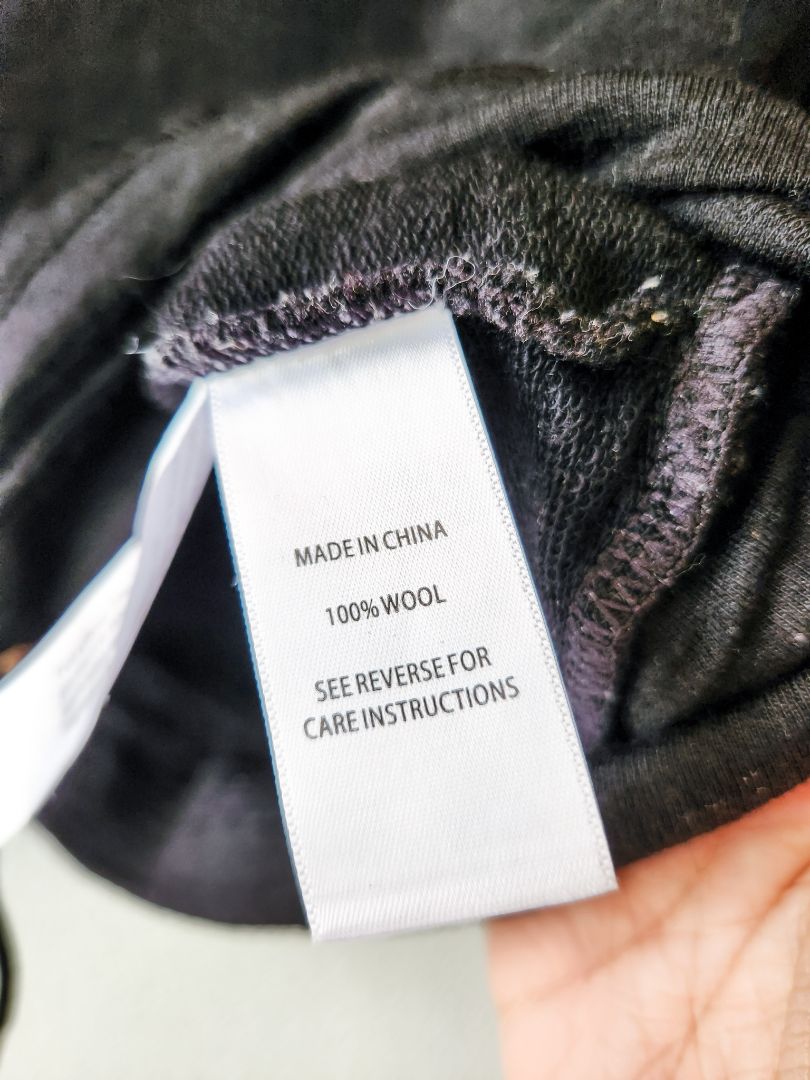 MADE IN CHINA
100% WOOL
SEE REVERSE FOR
CARE INSTRUCTIONS